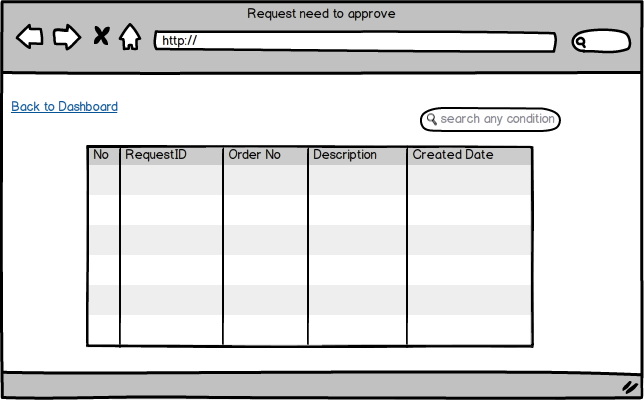 Request need to approve
http://
Back to Dashboard
search any condition
No RequestID Order No Description Created Date